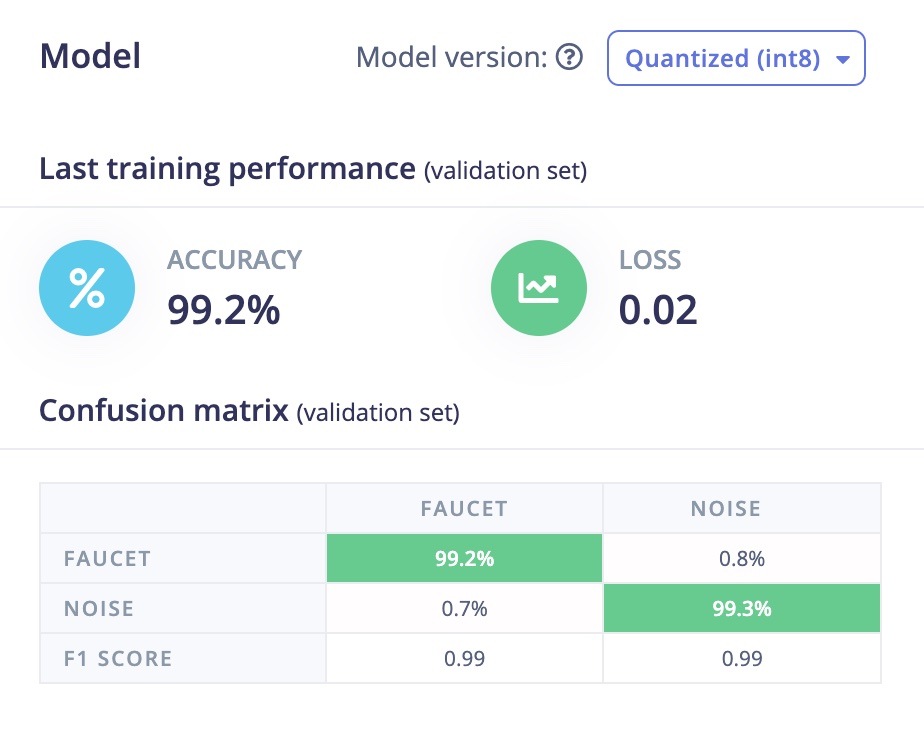 Model
Model version: ?
Quantized (int8)
Last training performance (validation set)
%
ACCURACY
99.2%
LOSS
0.02
Confusion matrix (validation set)
FAUCET NOISE
FAUCET 99.2% 0.8%
NOISE 0.7% 99.3%
F1 SCORE 0.99 0.99